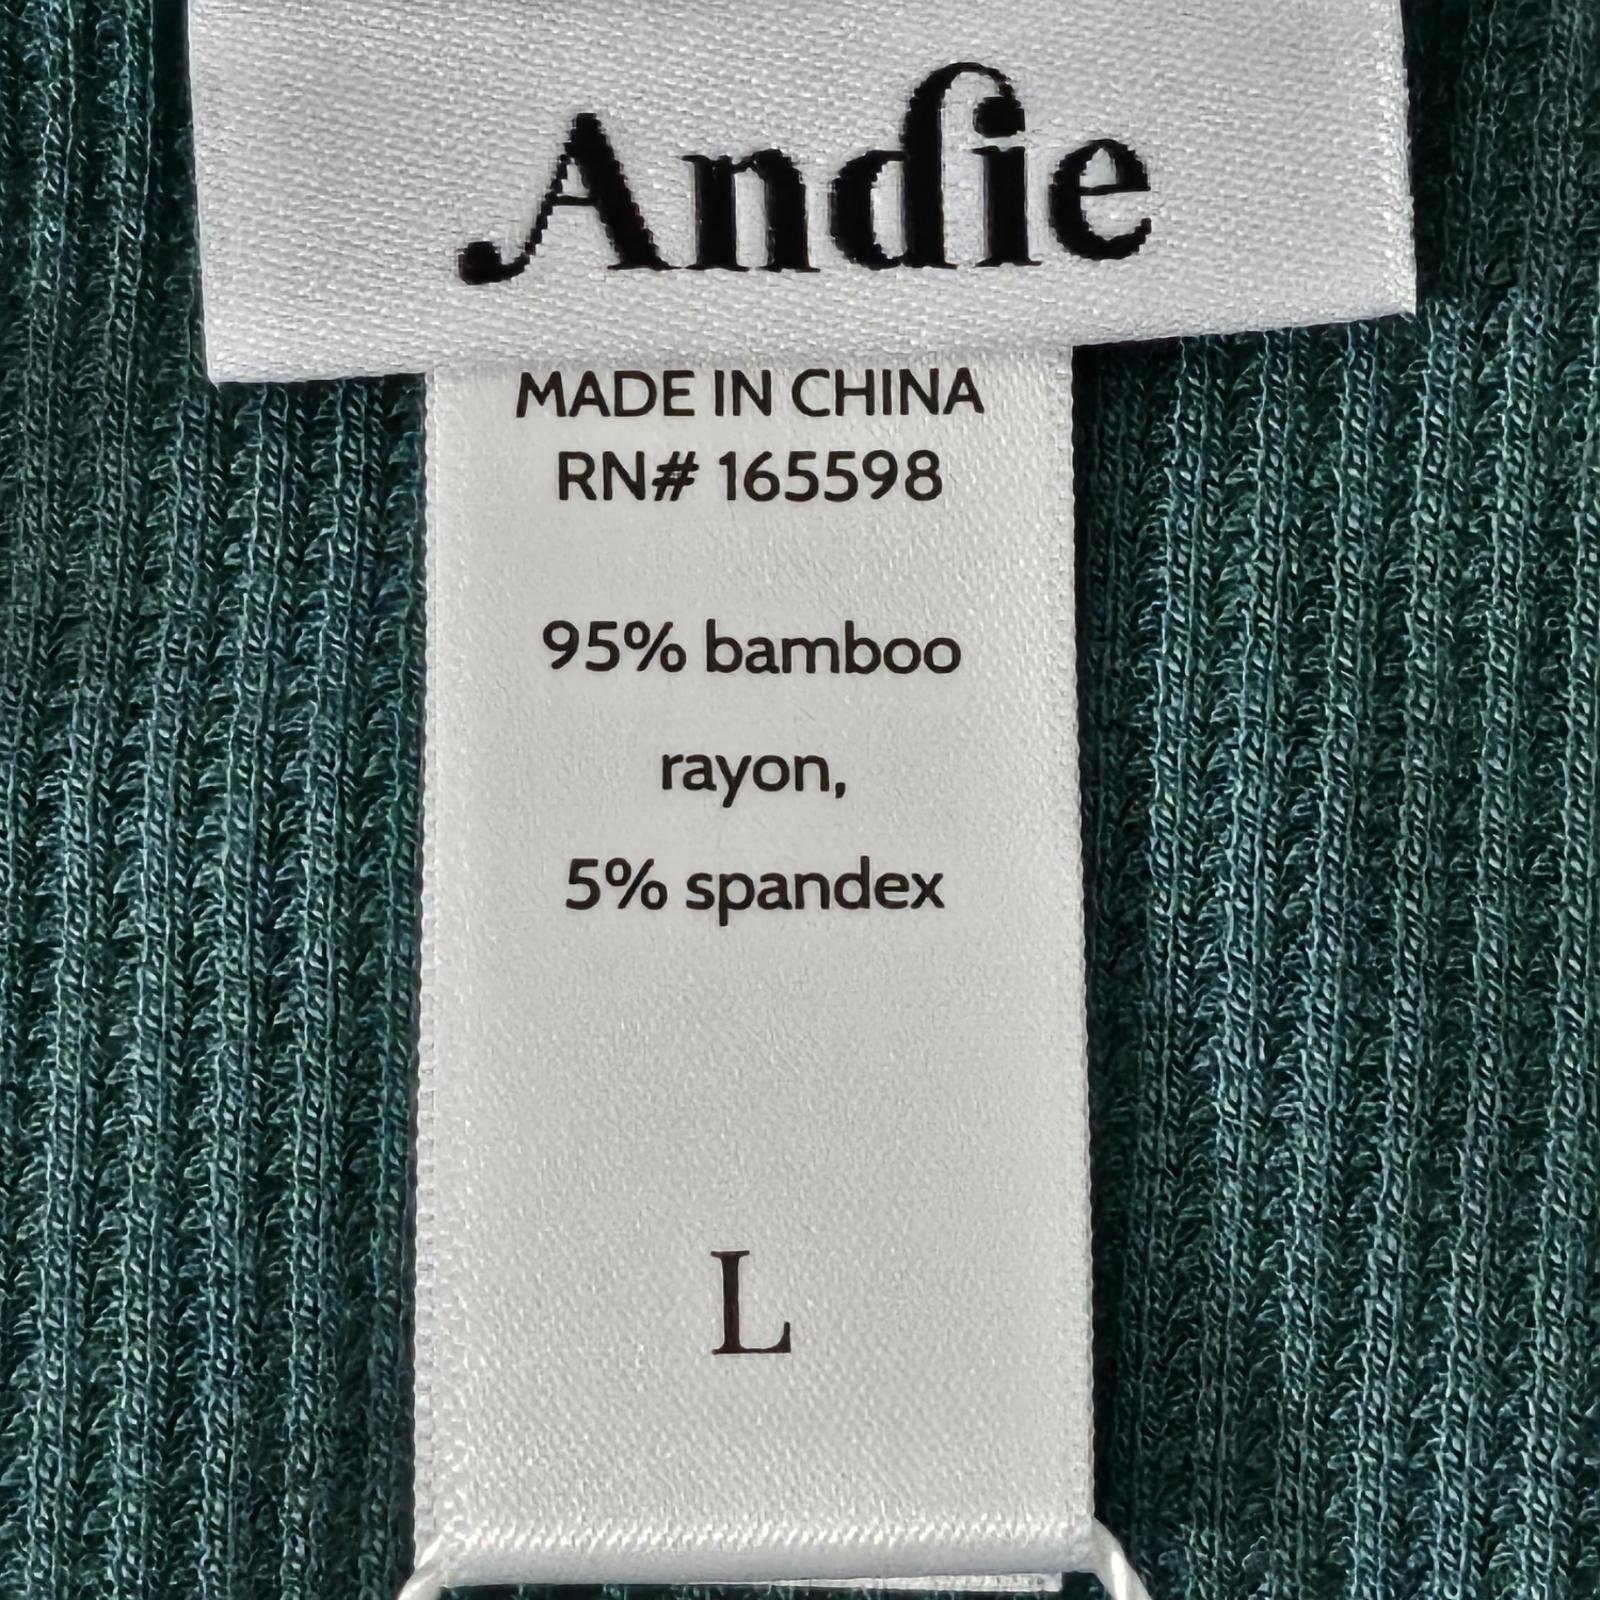 Andie
MADE IN CHINA
RN# 165598
95% bamboo
rayon,
5% spandex
L